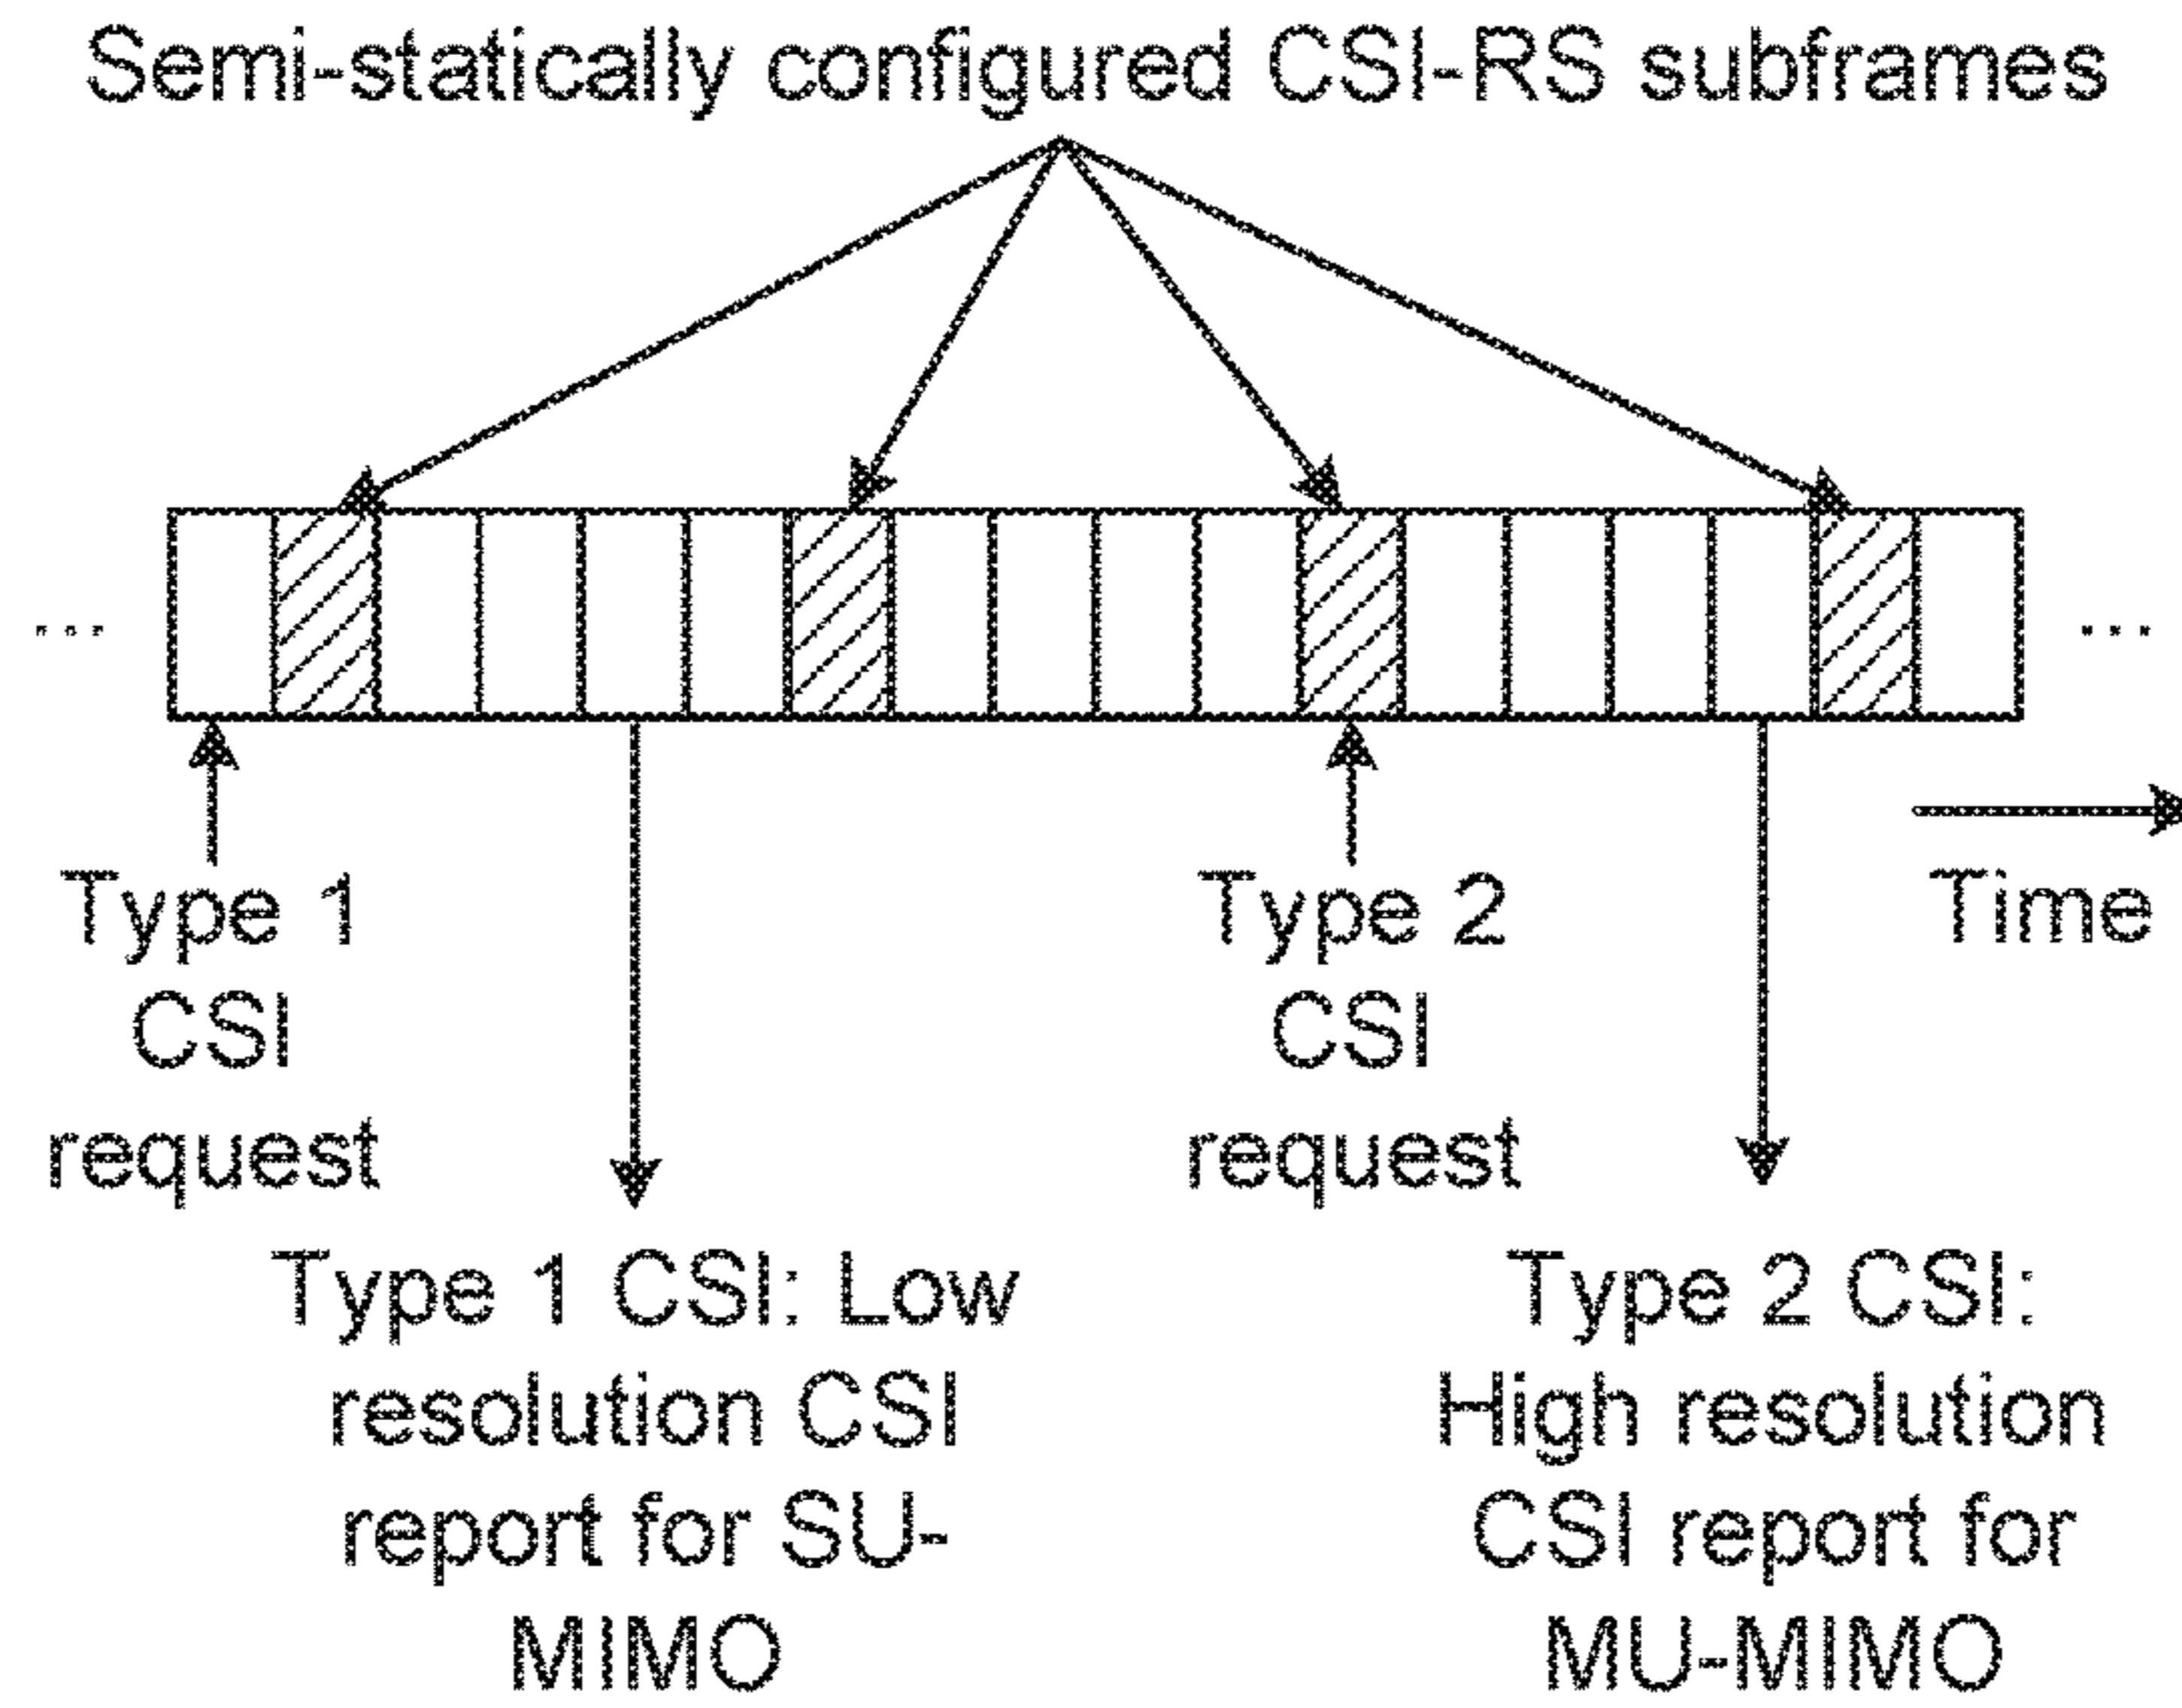 Semi-statically configured CSI-RS subframes
... ...
Type 1
CSI
request
Type 2
CSI
request
Time
Type 1 CSI: Low
resolution CSI
report for SU-
MIMO
Type 2 CSI:
High resolution
CSI report for
MU-MIMO